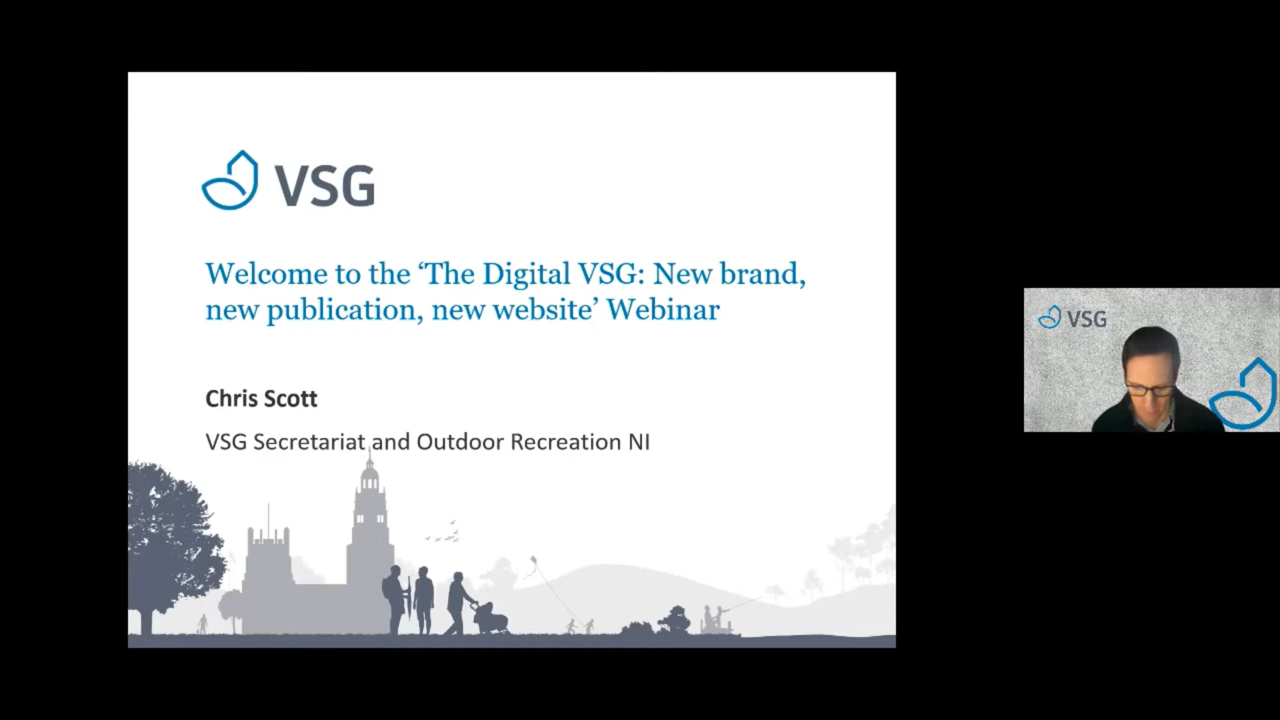 VSG
Welcome to the ‘The Digital VSG: New brand,
new publication, new website’ Webinar
Chris Scott
VSG Secretariat and Outdoor Recreation NI
VSG